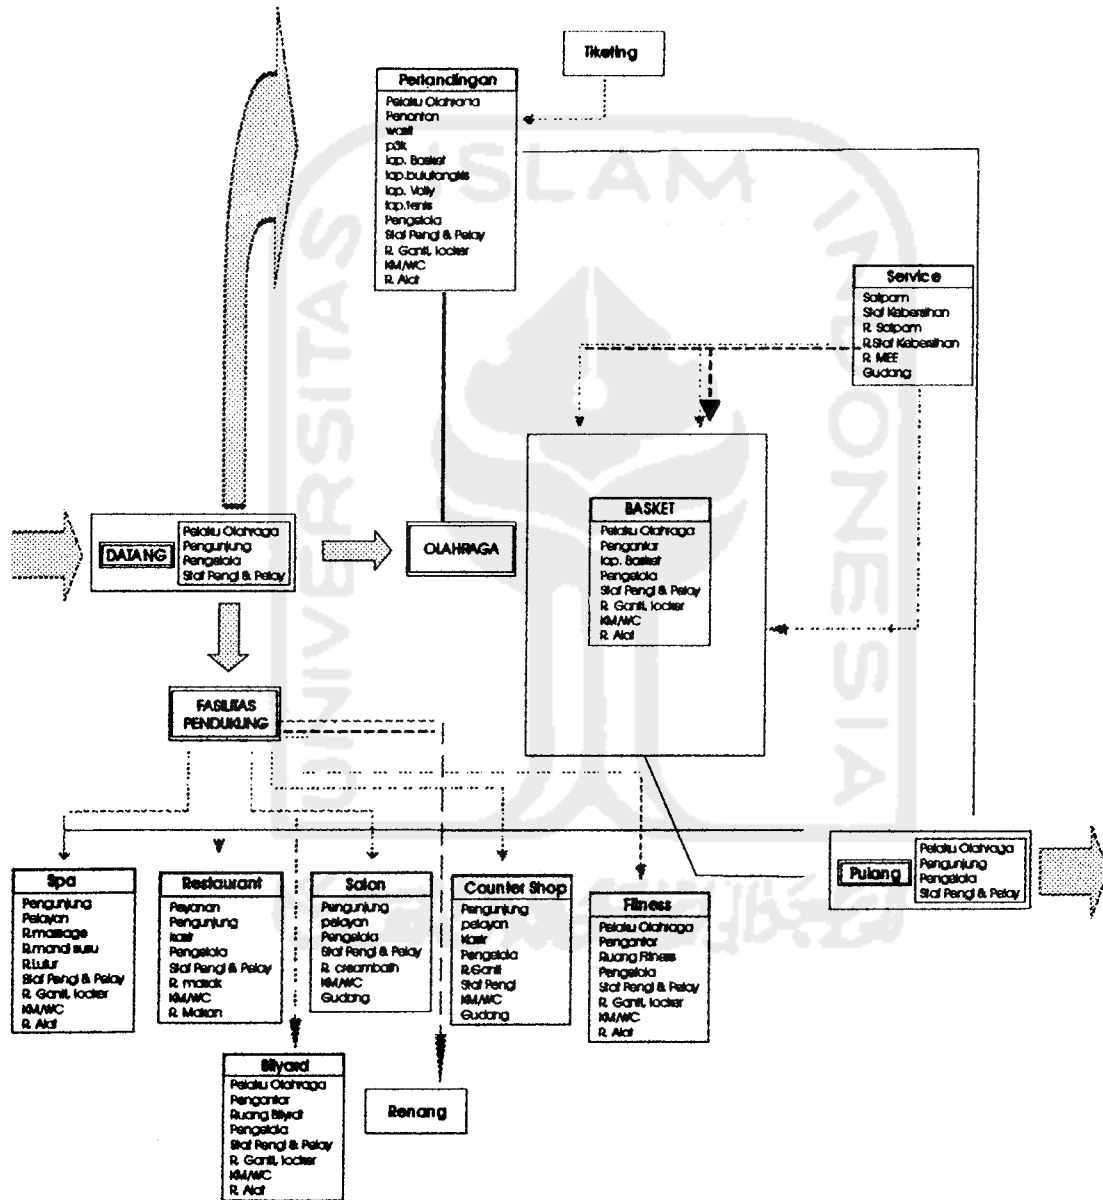 Tiketing
Pertandingan
Pelaku Olahraga
Penonton
wasit
p3k
lap. Basket
lap.bulutangkis
lap. Volly
lap.tenis
Pengelola
Staf Pengl & Pelay
R. Ganti, locker
KM/WC
R. Alat
Service
Satpam
Staf Kebersihan
R. Satpam
R.Staf Kebersihan
R. MEE
Gudang
UNIVERSITAS ISLAM INDONESIA
DATANG
Pelaku Olahraga
Pengunjung
Pengelola
Staf Pengl & Pelay
OLAHRAGA
BASKET
Pelaku Olahraga
Pengantar
lap. Basket
Pengelola
Staf Pengl & Pelay
R. Ganti, locker
KM/WC
R. Alat
FASILITAS
PENDUKUNG
Pulang
Pelaku Olahraga
Pengunjung
Pengelola
Staf Pengl & Pelay
Spa
Pengunjung
Pelayan
R.massage
R.mandi susu
R.Lulur
Staf Pengl & Pelay
R. Ganti, locker
KM/WC
R. Alat
Restaurant
Peyanan
Pengunjung
kasir
Pengelola
Staf Pengl & Pelay
R. masak
KM/WC
R. Makan
Salon
Pengunjung
pelayan
Pengelola
Staf Pengl & Pelay
R. creambath
KM/WC
Gudang
Counter Shop
Pengunjung
pelayan
Kasir
Pengelola
R.Ganti
Staf Pengl
KM/WC
Gudang
Fitness
Pelaku Olahraga
Pengantar
Ruang Fitness
Pengelola
Staf Pengl & Pelay
R. Ganti, locker
KM/WC
R. Alat
Bilyard
Pelaku Olahraga
Pengantar
Ruang Bilyrd
Pengelola
Staf Pengl & Pelay
R. Ganti, locker
KM/WC
R. Alat
Renang